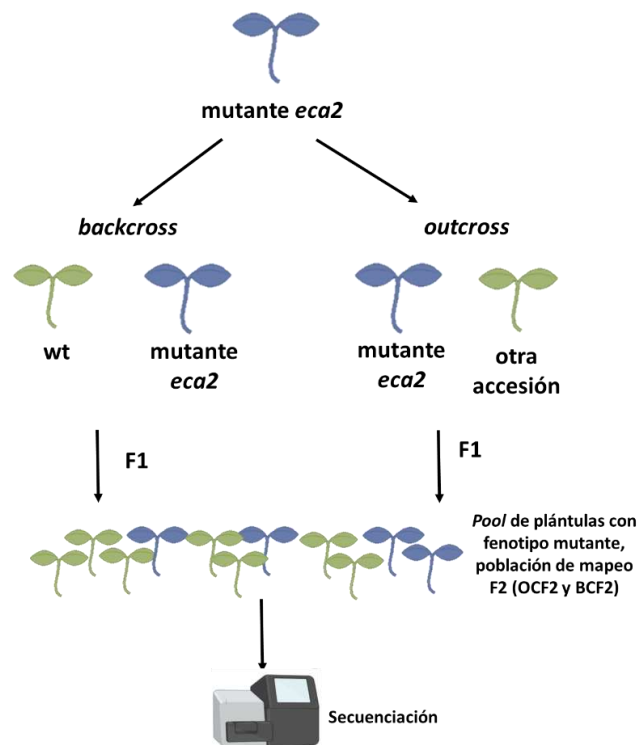 mutante eca2
backcross
outcross
wt
mutante
eca2
mutante
eca2
otra
accesión
F1
F1
Pool de plántulas con
fenotipo mutante,
población de mapeo
F2 (OCF2 y BCF2)
Secuenciación